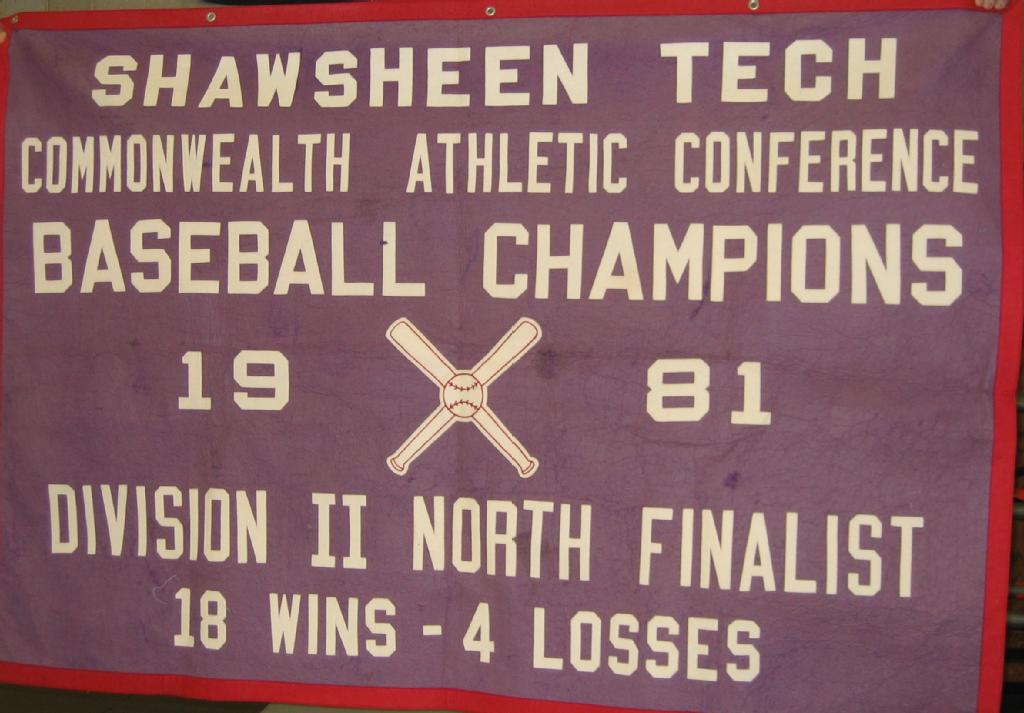 SHAWSHEEN TECH
COMMONWEALTH ATHLETIC CONFERENCE
BASEBALL CHAMPIONS
19 81
DIVISION II NORTH FINALIST
18 WINS - 4 LOSSES